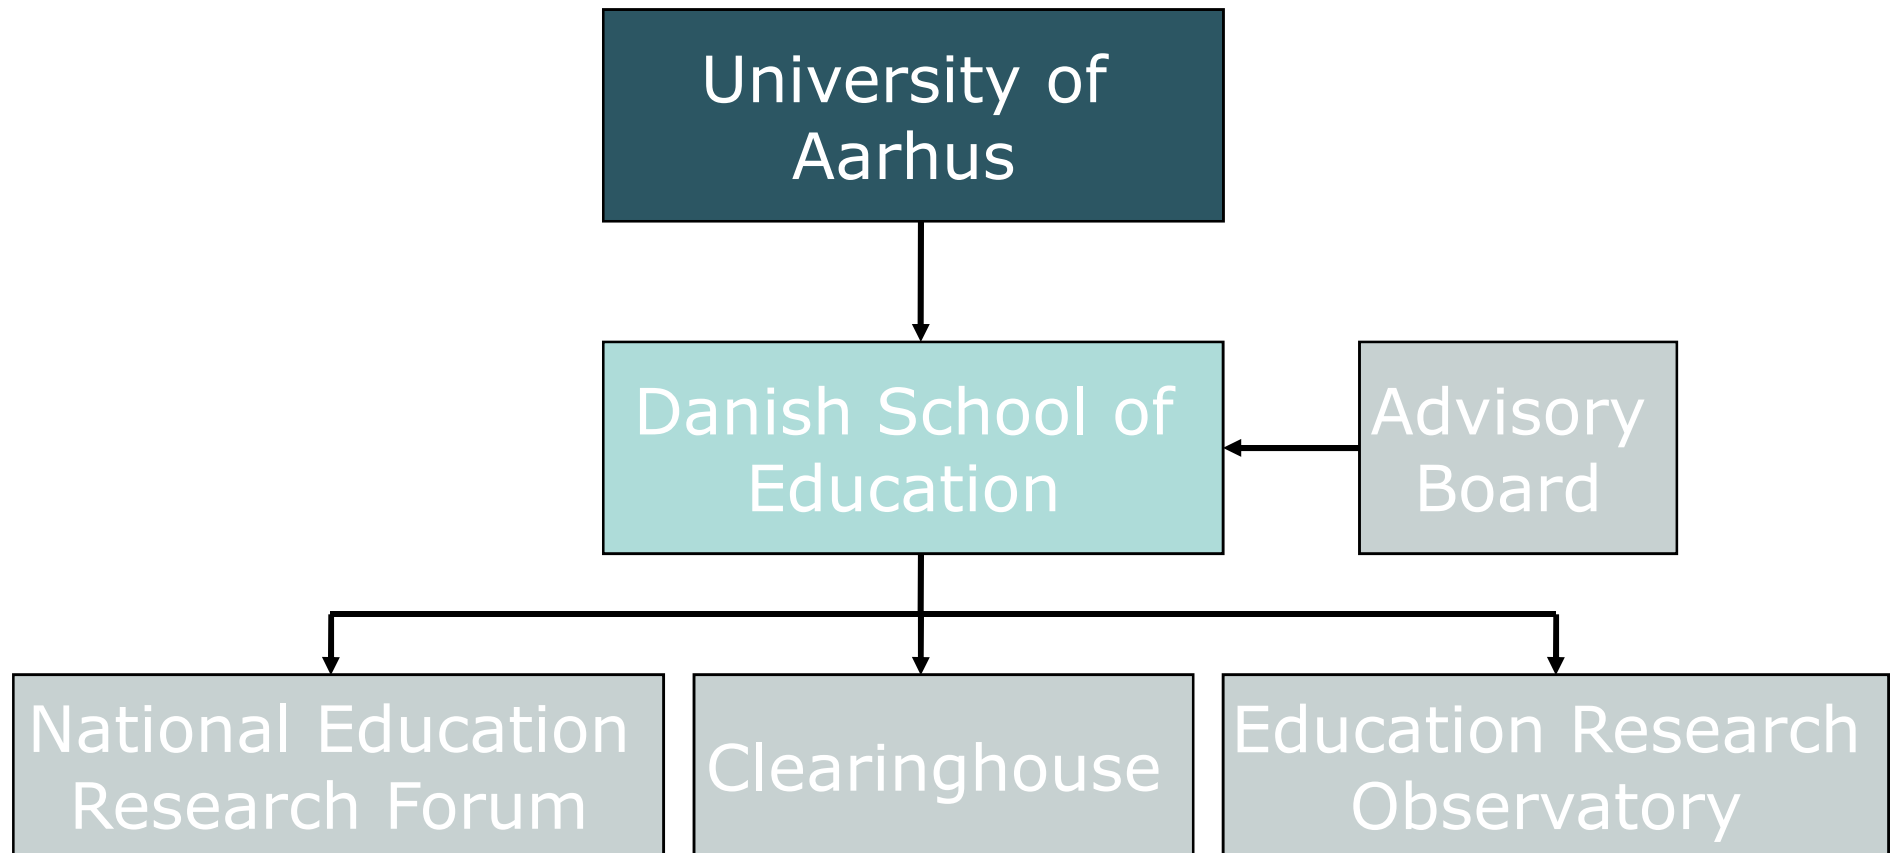 University of
Aarhus
Danish School of
Education
Advisory
Board
National Education
Research Forum
Clearinghouse
Education Research
Observatory